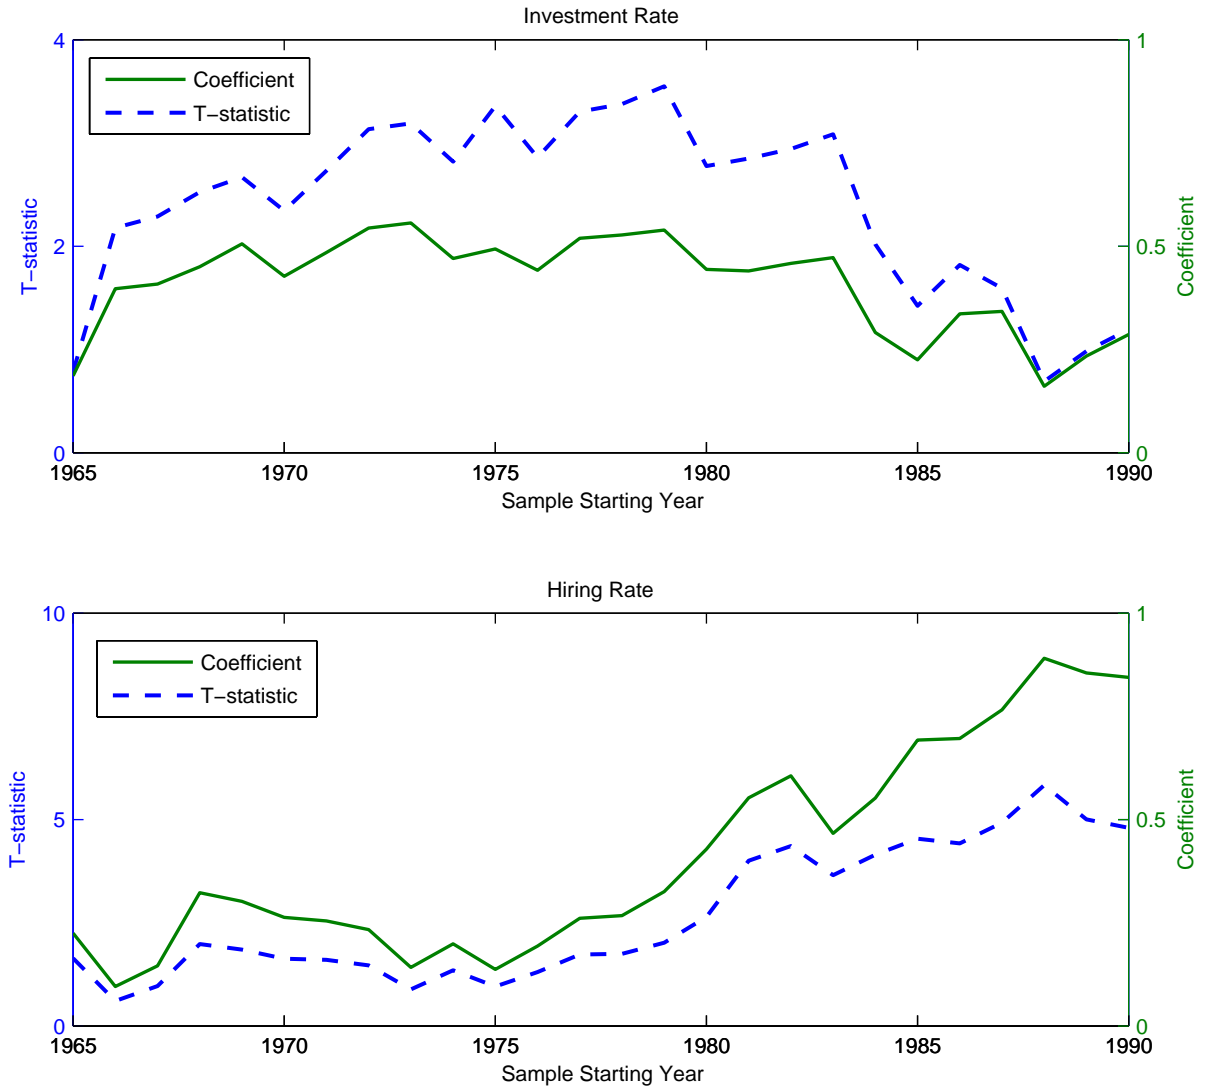 Investment Rate
4
1
Coefficient
T−statistic
T−statistic
2
0.5
Coefficient
0
0
1965
1970
1975
1980
1985
1990
Sample Starting Year
Hiring Rate
10
1
Coefficient
T−statistic
T−statistic
5
0.5
Coefficient
0
0
1965
1970
1975
1980
1985
1990
Sample Starting Year